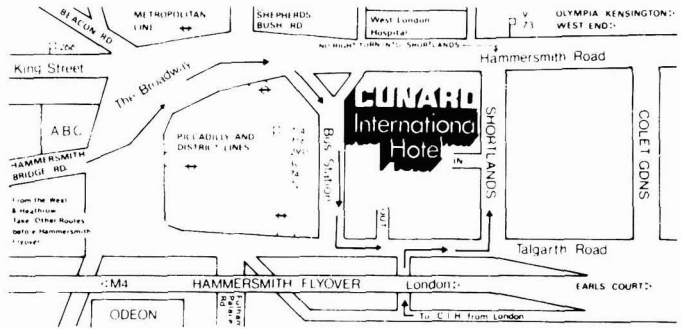 BEACON RD
METROPOLITAN
LINE
SHEPHERDS
BUSH RD
West London
Hospital
V
73
OLYMPIA KENSINGTON
WEST END
NO RIGHT TURN INTO SHORTLANDS
266
King Street
Hammersmith Road
The Broadway
CUNARD
International
Hotel
ABC
PICCADILLY AND
DISTRICT LINES
Bus Station
SHORTLANDS
COLET GDNS
IN
OUT
HAMMERSMITH
BRIDGE RD.
From the West
& Heathrow
Take Other Routes
before Hammersmith
Flyover
Talgarth Road
M4
HAMMERSMITH FLYOVER
London
EARLS COURT
ODEON
Fulham
Palace
Rd
To C.I.H. from London